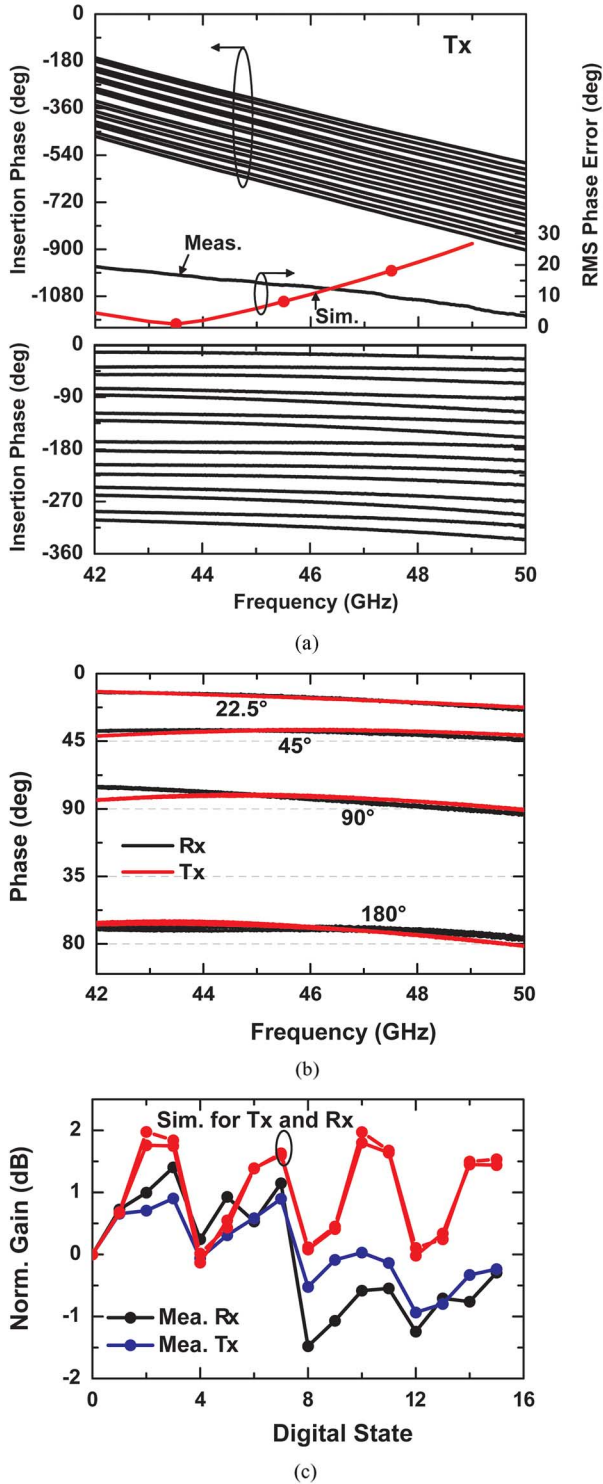 Tx
Insertion Phase (deg)
-180
-360
-540
-720
-900
-1080
0
RMS Phase Error (deg)
30
20
10
0
Meas.
Sim.
Insertion Phase (deg)
0
-90
-180
-270
-360
42 44 46 48 50
Frequency (GHz)
(a)
Phase (deg)
0
45
90
35
80
22.5°
45°
90°
180°
Rx
Tx
42 44 46 48 50
Frequency (GHz)
(b)
Norm. Gain (dB)
2
1
0
-1
-2
Sim. for Tx and Rx
Mea. Rx
Mea. Tx
0 4 8 12 16
Digital State
(c)